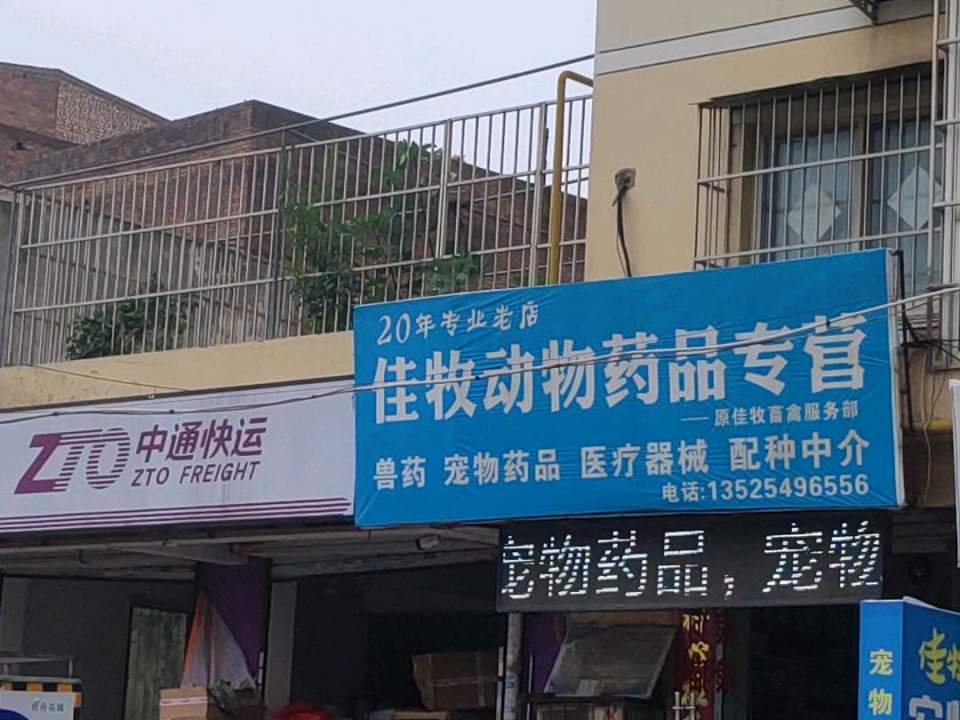 20年专业老店
佳牧动物药品专营
——原佳牧畜禽服务部
兽药 宠物药品 医疗器械 配种中介
电话:13525496556
ZTO 中通快运
ZTO FREIGHT
宠物药品，宠物
宠物
佳牧